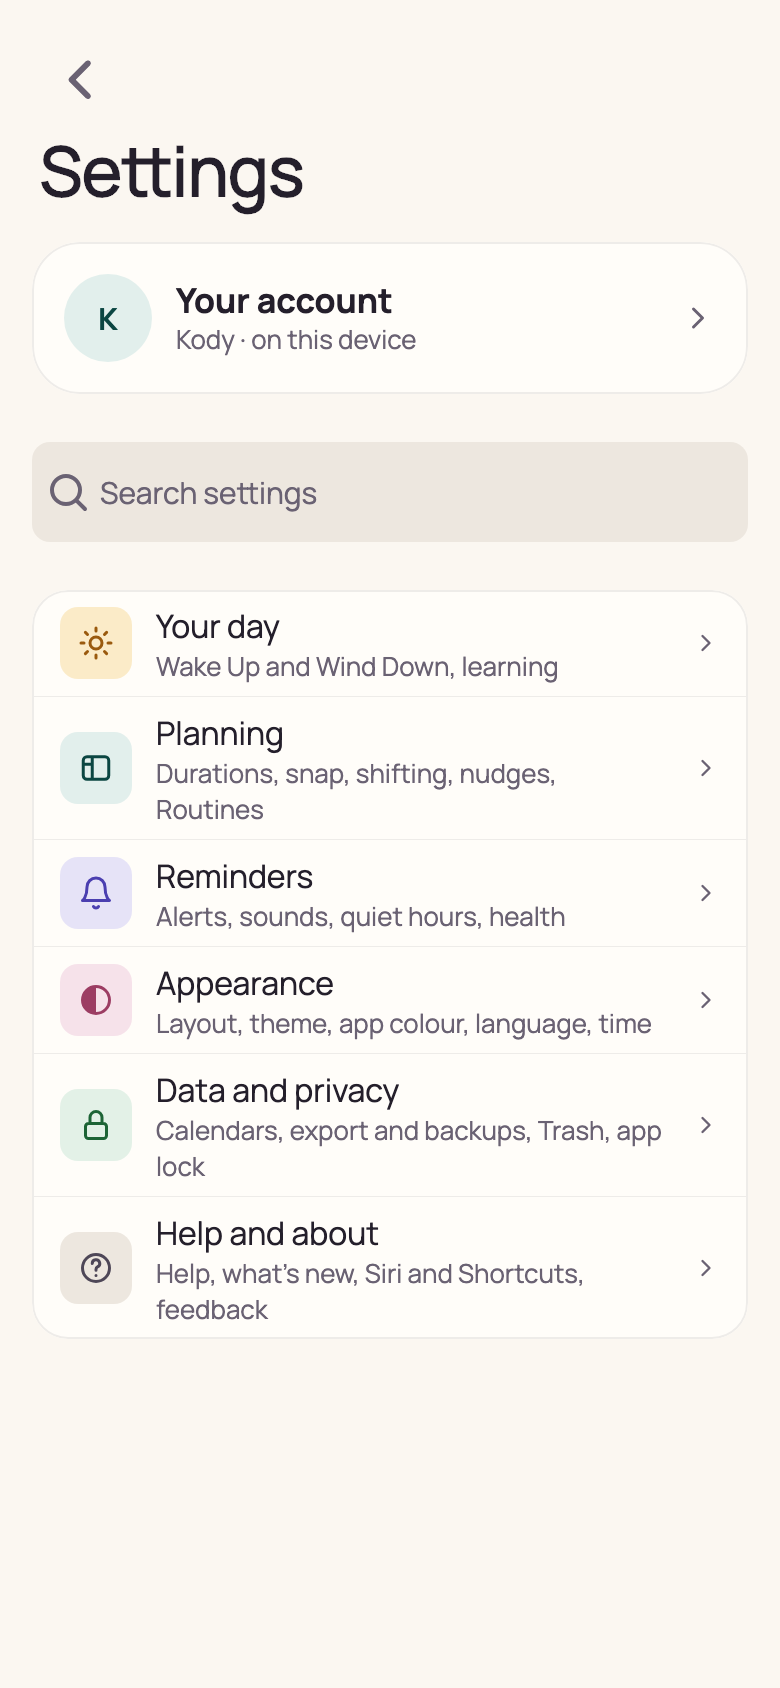 Settings
K
Your account
Kody · on this device
Search settings
Your day
Wake Up and Wind Down, learning
Planning
Durations, snap, shifting, nudges,
Routines
Reminders
Alerts, sounds, quiet hours, health
Appearance
Layout, theme, app colour, language, time
Data and privacy
Calendars, export and backups, Trash, app
lock
Help and about
Help, what’s new, Siri and Shortcuts,
feedback